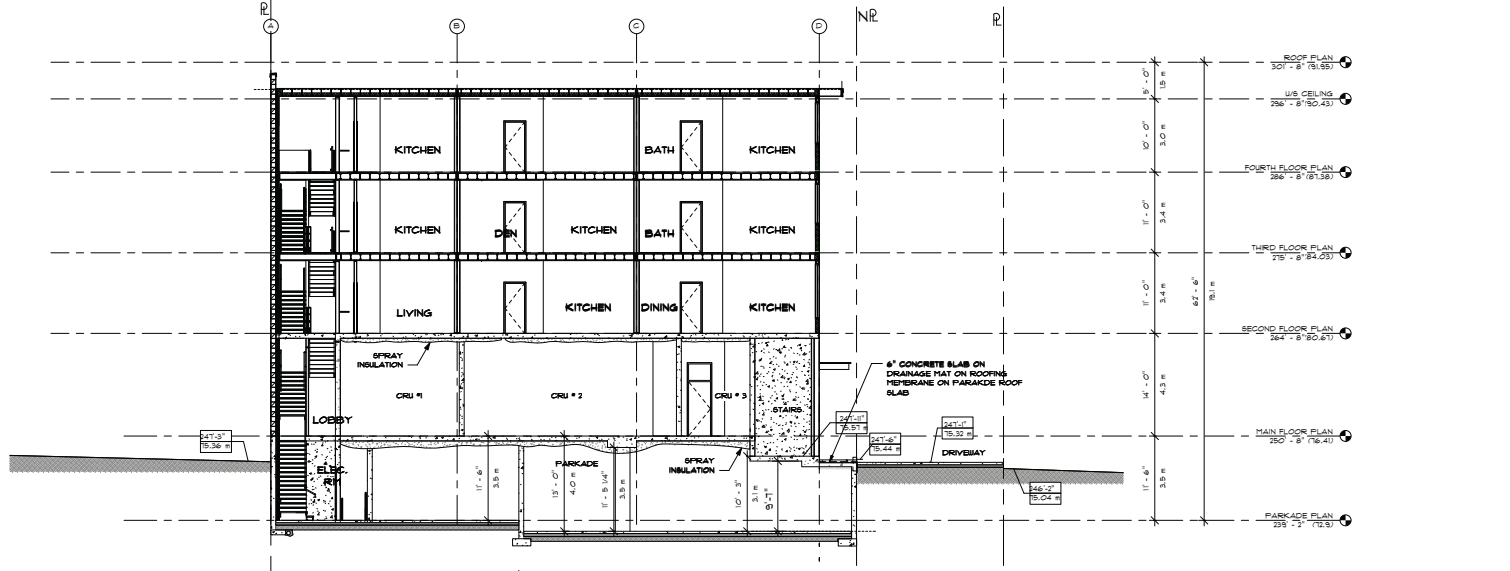 PL
NPL
PL
A
B
C
D
ROOF PLAN
301' - 8" (91.95)
5' - 0"
1.5 m
U/S CEILING
296' - 8" (90.43)
10' - 0"
3.0 m
KITCHEN
BATH
KITCHEN
FOURTH FLOOR PLAN
286' - 8" (87.38)
11' - 0"
3.4 m
KITCHEN
DEN
KITCHEN
BATH
KITCHEN
THIRD FLOOR PLAN
275' - 8" (84.03)
11' - 0"
3.4 m
62' - 6"
19.1 m
LIVING
KITCHEN
DINING
KITCHEN
SECOND FLOOR PLAN
264' - 8" (80.67)
SPRAY
INSULATION
6" CONCRETE SLAB ON
DRAINAGE MAT ON ROOFING
MEMBRANE ON PARAKDE ROOF
SLAB
14' - 0"
4.3 m
CRU #1
CRU # 2
CRU # 3
STAIRS
LOBBY
247'-11"
75.57 m
247'-1"
75.32 m
247'-3"
75.36 m
247'-6"
75.44 m
MAIN FLOOR PLAN
250' - 8" (76.41)
DRIVEWAY
ELEC.
RM
PARKADE
SPRAY
INSULATION
11' - 6"
3.5 m
13' - 0"
4.0 m
11' - 5 1/4"
3.5 m
10' - 3"
3.1 m
9'-7"
246'-2"
75.04 m
11' - 6"
3.5 m
PARKADE PLAN
239' - 2" (72.9)